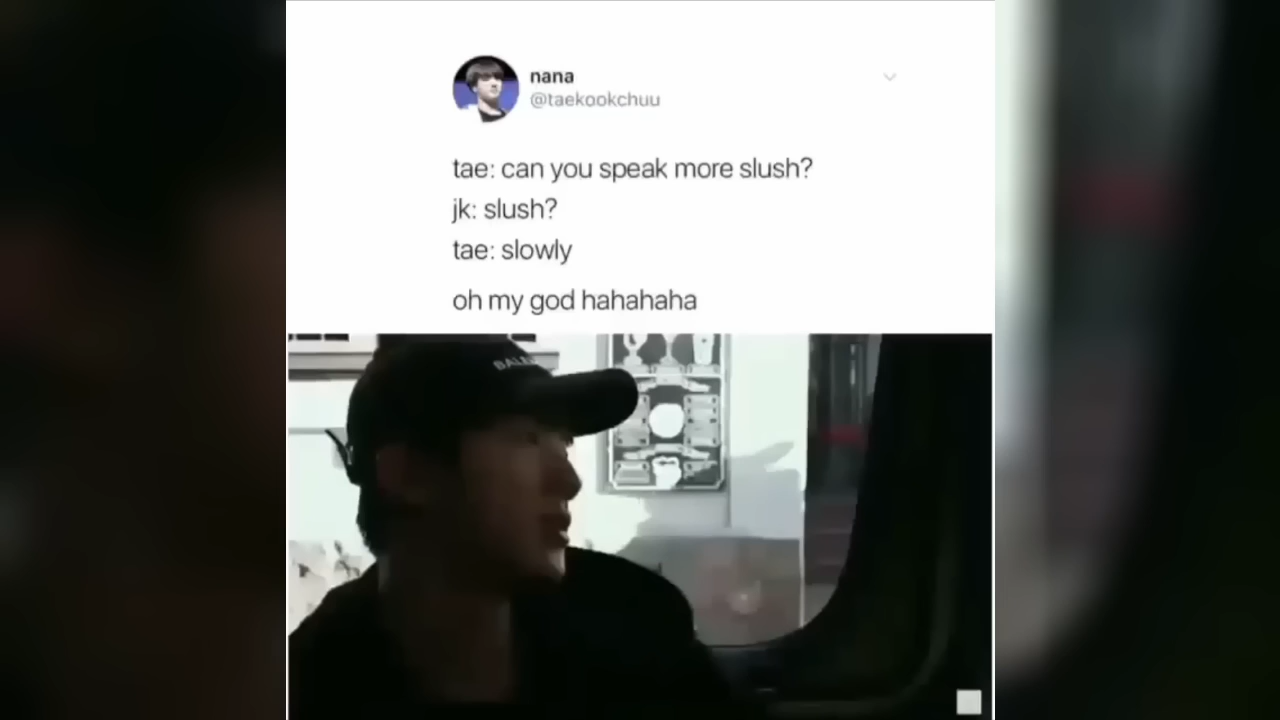 nana
@taekookchuu
tae: can you speak more slush?
jk: slush?
tae: slowly
oh my god hahahaha